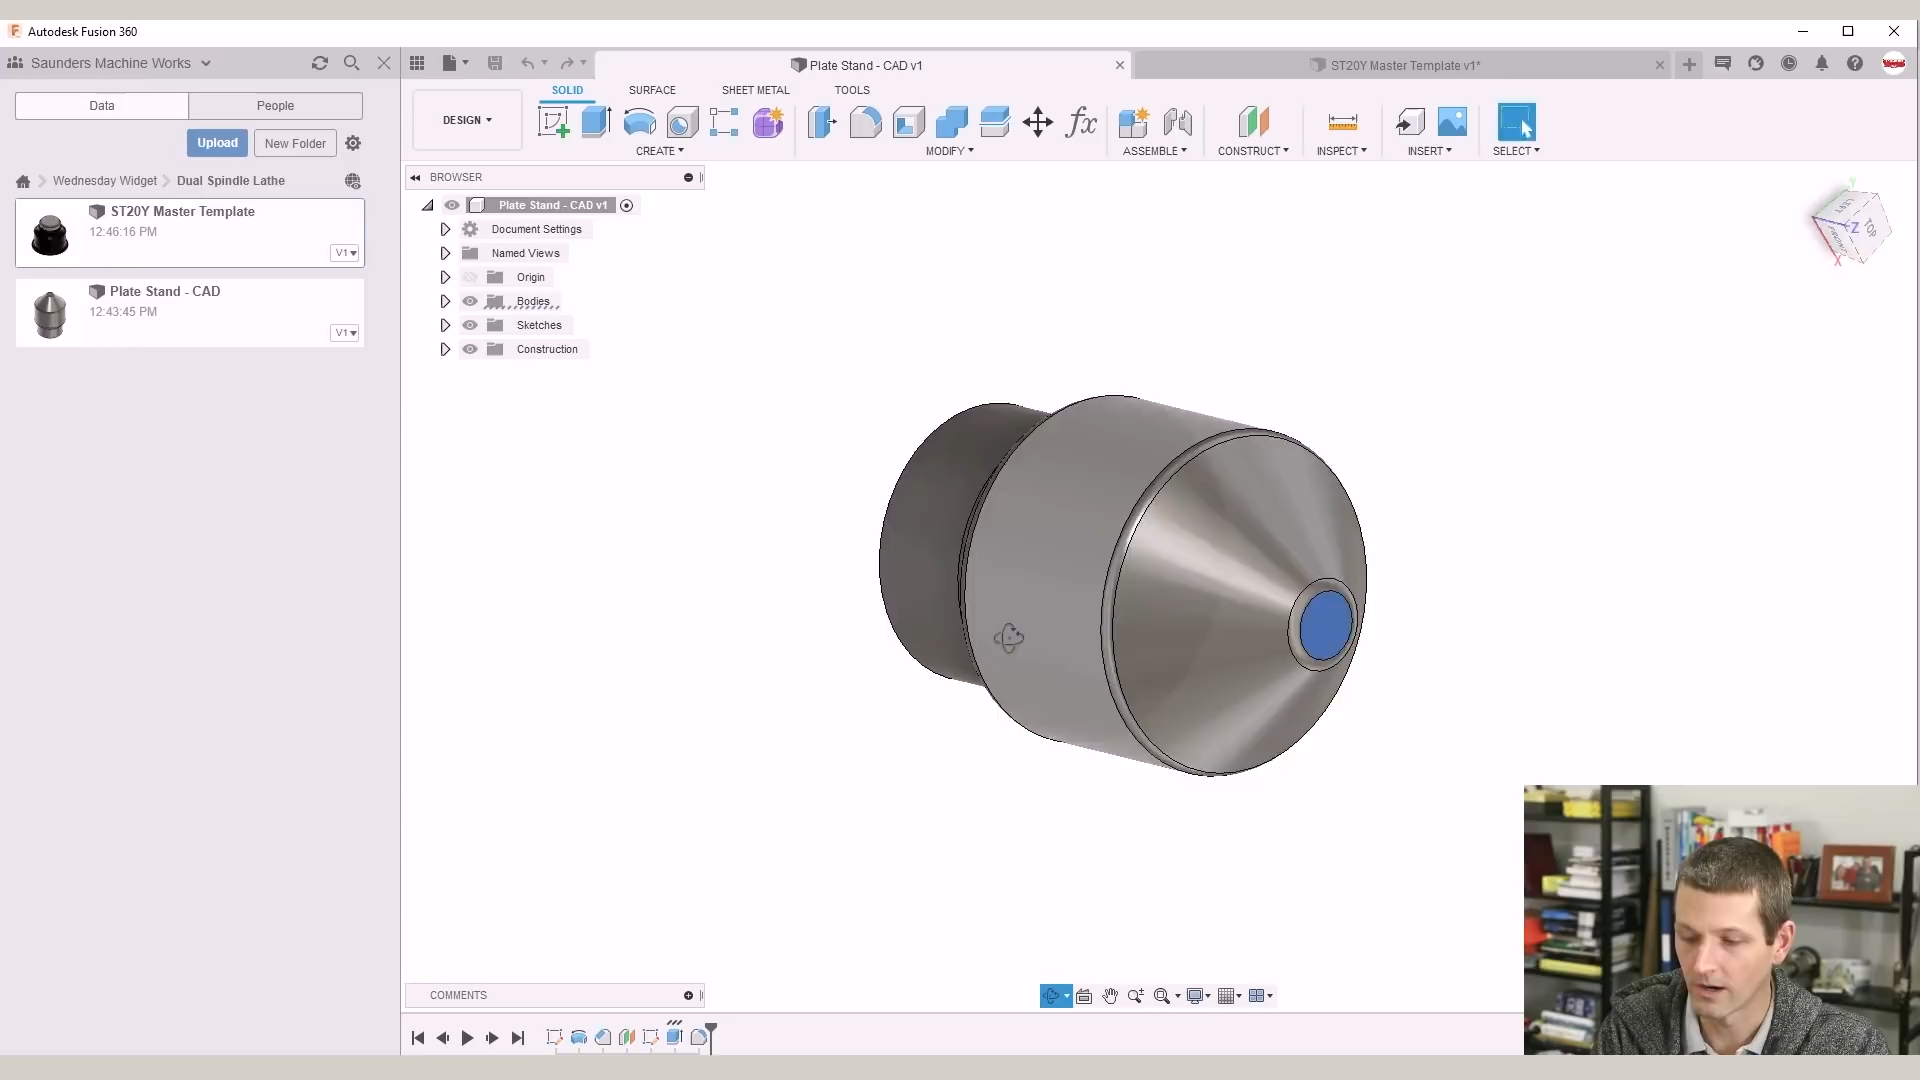 Autodesk Fusion 360
Saunders Machine Works
Plate Stand - CAD v1
ST20Y Master Template v1*
Data
People
Upload
New Folder
Wednesday Widget
Dual Spindle Lathe
ST20Y Master Template
12:46:16 PM
V1
Plate Stand - CAD
12:43:45 PM
V1
SOLID
SURFACE
SHEET METAL
TOOLS
DESIGN
CREATE
MODIFY
fx
ASSEMBLE
CONSTRUCT
INSPECT
INSERT
SELECT
BROWSER
Plate Stand - CAD v1
Document Settings
Named Views
Origin
Bodies
Sketches
Construction
Y
LEFT
TOP
Z
X
COMMENTS